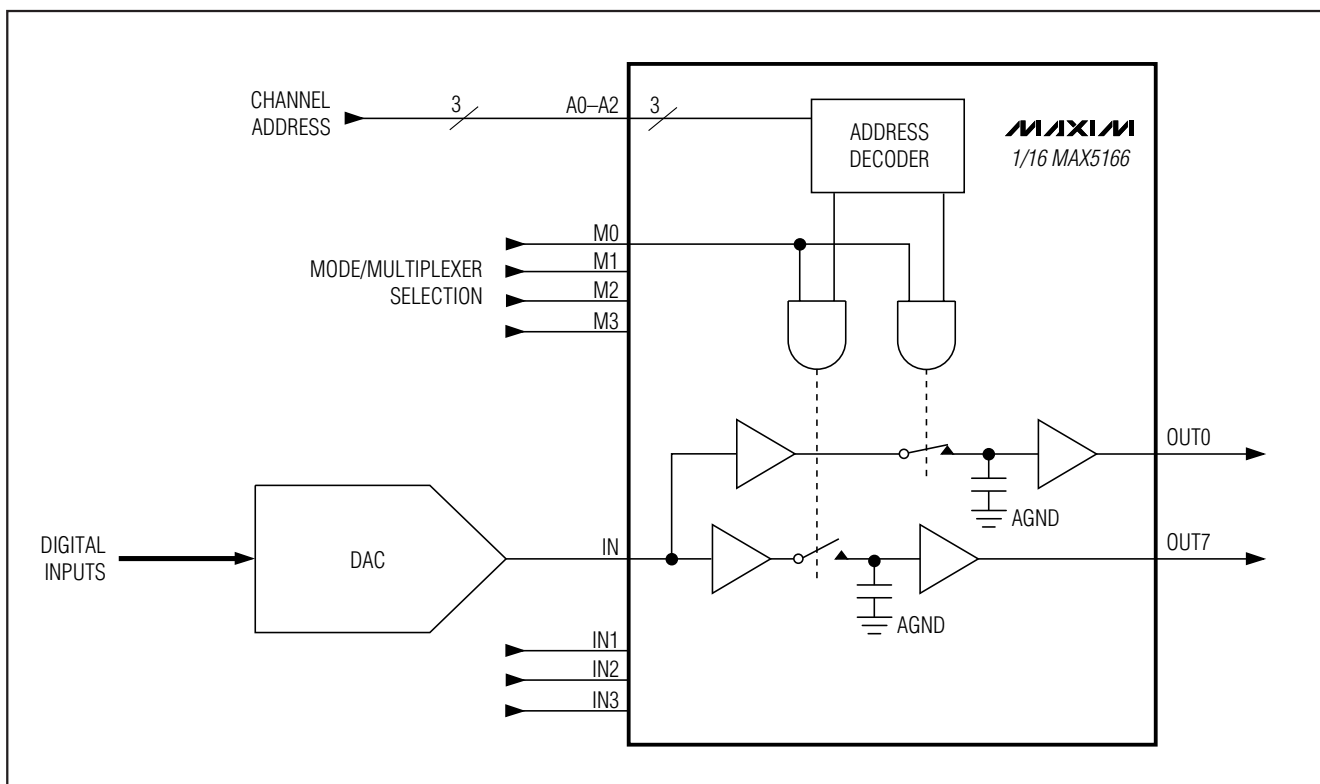 CHANNEL
ADDRESS
3
A0–A2
3
ADDRESS
DECODER
MAXIM
1/16 MAX5166
MODE/MULTIPLEXER
SELECTION
M0
M1
M2
M3
OUT0
AGND
DIGITAL
INPUTS
DAC
IN
OUT7
AGND
IN1
IN2
IN3